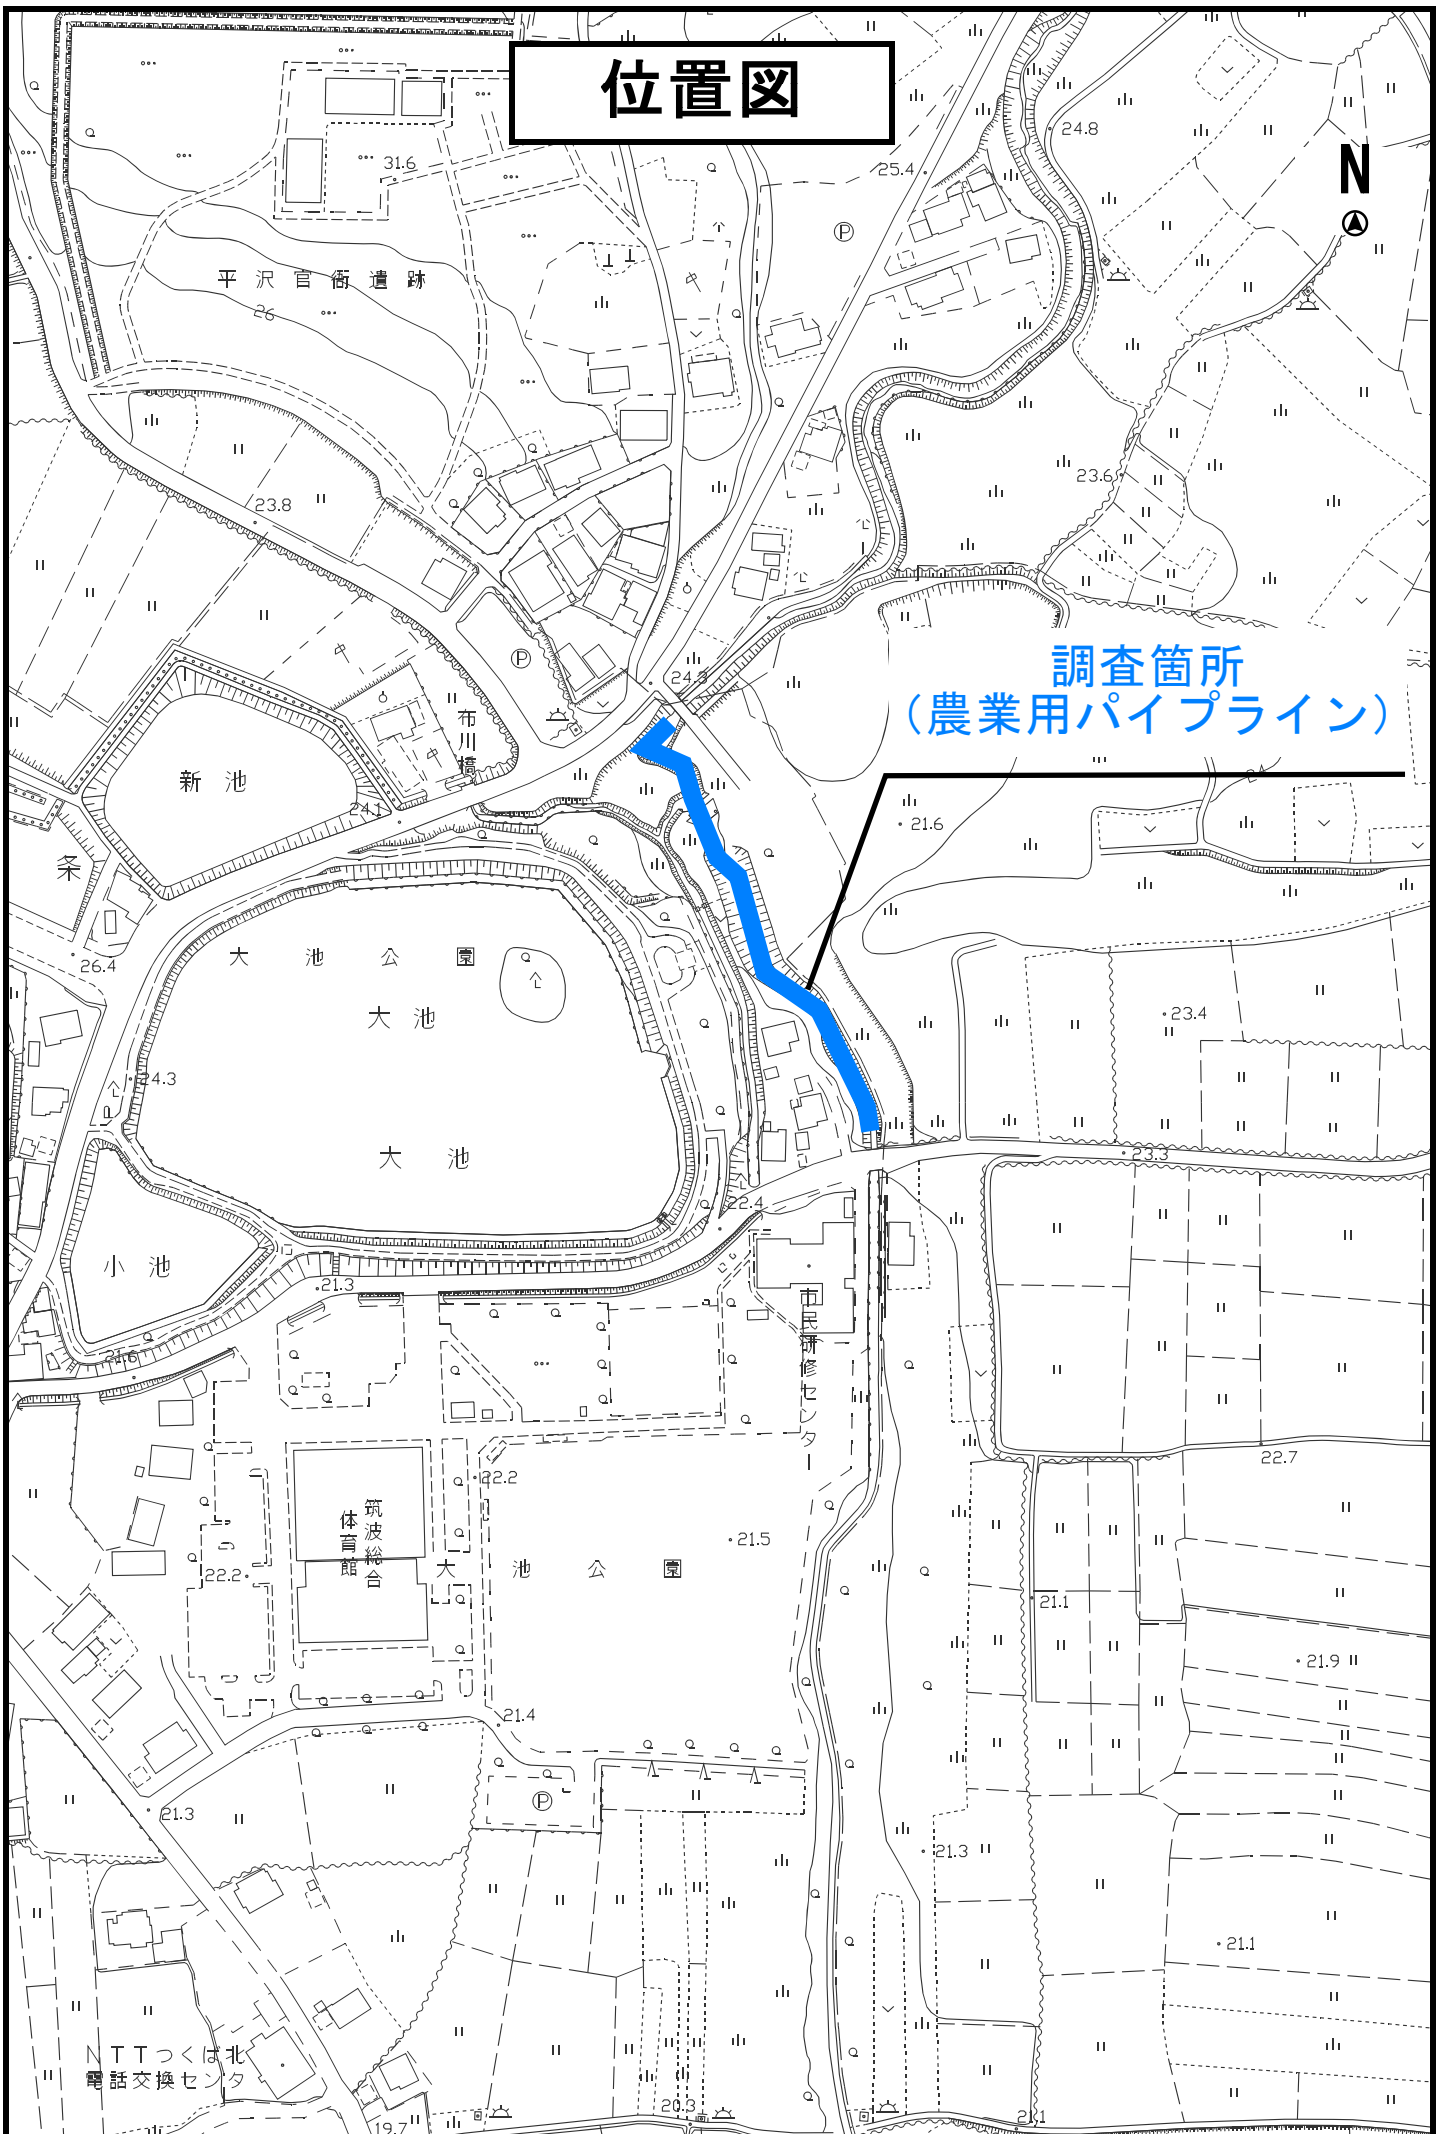 位置図
N
24.8
25.4
P
31.6
平沢官衙遺跡
26
23.8
23.6
P
24.3
調査箇所
（農業用パイプライン）
布川橋
新池
24.1
24
21.6
条
26.4
大池公園
大池
23.4
24.3
大池
23.3
22.4
小池
21.3
市民研修センター
21.6
22.7
22.2
筑波総合
体育館
21.5
大池公園
22.2
21.1
21.9
21.4
P
21.3
21.3
21.1
NTTつくば北
電話交換センタ
20.3
21.1
19.7